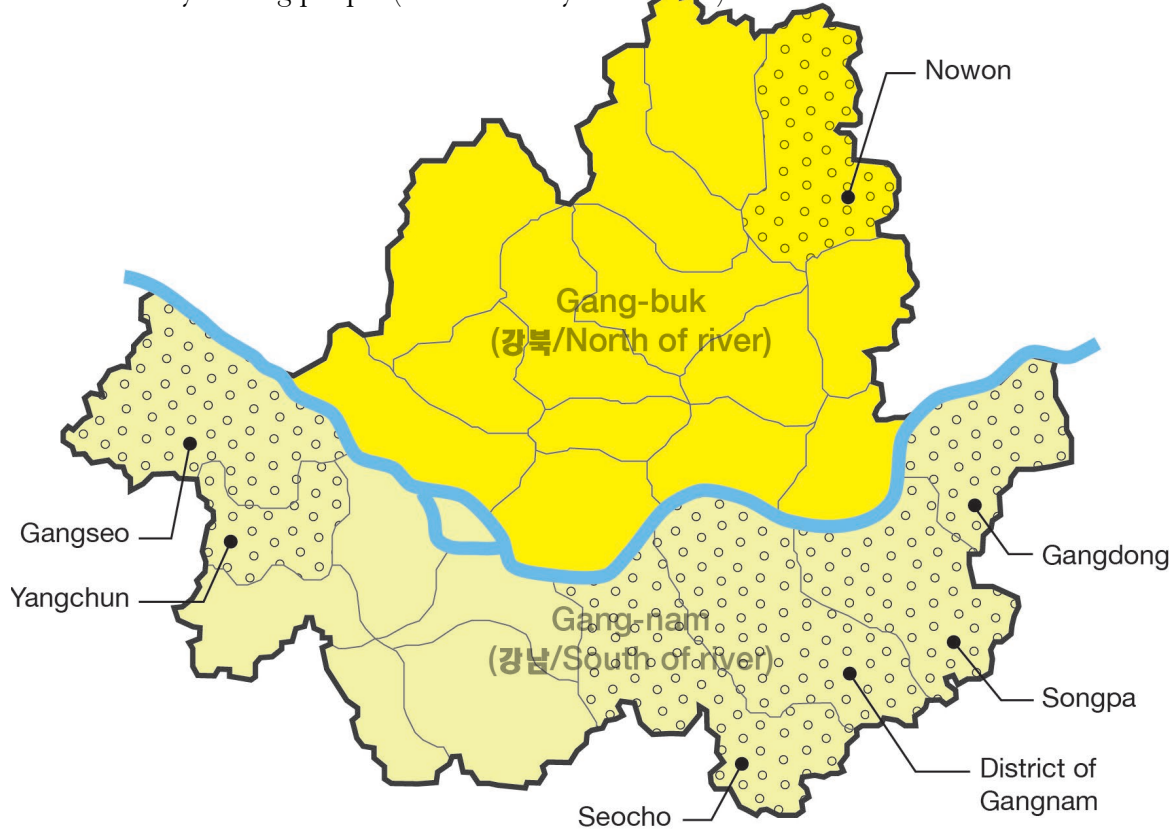 Nowon
Gang-buk
(강북/North of river)
Gangseo
Yangchun
Gangdong
Gang-nam
(강남/South of river)
Songpa
District of
Gangnam
Seocho